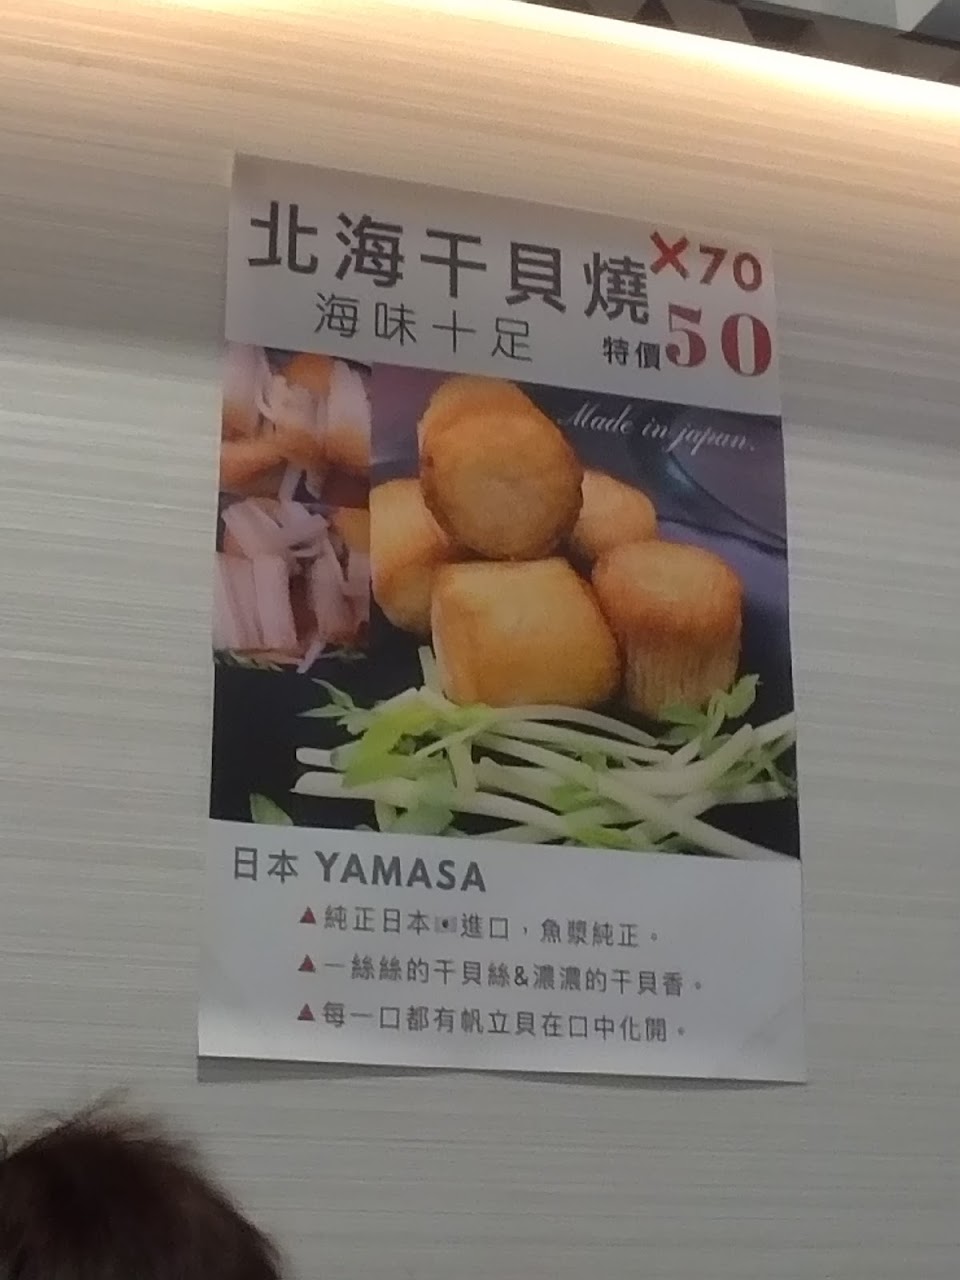 北海干貝燒
X70
海味十足
特價50
Made in japan.
日本 YAMASA
▲純正日本🇯🇵進口，魚漿純正。
▲一絲絲的干貝絲&濃濃的干貝香。
▲每一口都有帆立貝在口中化開。